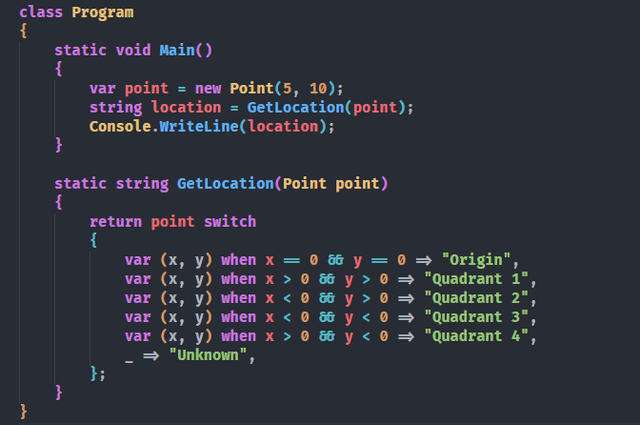 class Program
{
    static void Main()
    {
        var point = new Point(5, 10);
        string location = GetLocation(point);
        Console.WriteLine(location);
    }

    static string GetLocation(Point point)
    {
        return point switch
        {
            var (x, y) when x == 0 && y == 0 => "Origin",
            var (x, y) when x > 0 && y > 0 => "Quadrant 1",
            var (x, y) when x < 0 && y > 0 => "Quadrant 2",
            var (x, y) when x < 0 && y < 0 => "Quadrant 3",
            var (x, y) when x > 0 && y < 0 => "Quadrant 4",
            _ => "Unknown",
        };
    }
}